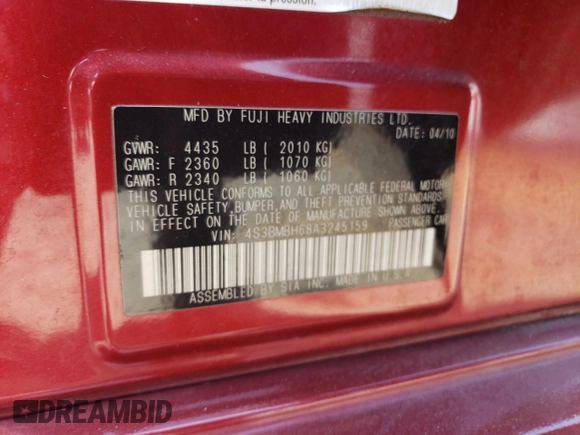 to precision.
MFD BY FUJI HEAVY INDUSTRIES LTD.
DATE: 04/10
GVWR: 4435 LB ( 2010 KG)
GAWR: F 2360 LB ( 1070 KG)
GAWR: R 2340 LB ( 1060 KG)
THIS VEHICLE CONFORMS TO ALL APPLICABLE FEDERAL MOTOR
VEHICLE SAFETY,BUMPER,AND THEFT PREVENTION STANDARDS
IN EFFECT ON THE DATE OF MANUFACTURE SHOWN ABOVE.
VIN: 4S3BMBH68A3245159 PASSENGER CAR
ASSEMBLED BY SIA INC. MADE IN U.S.A
DREAMBID